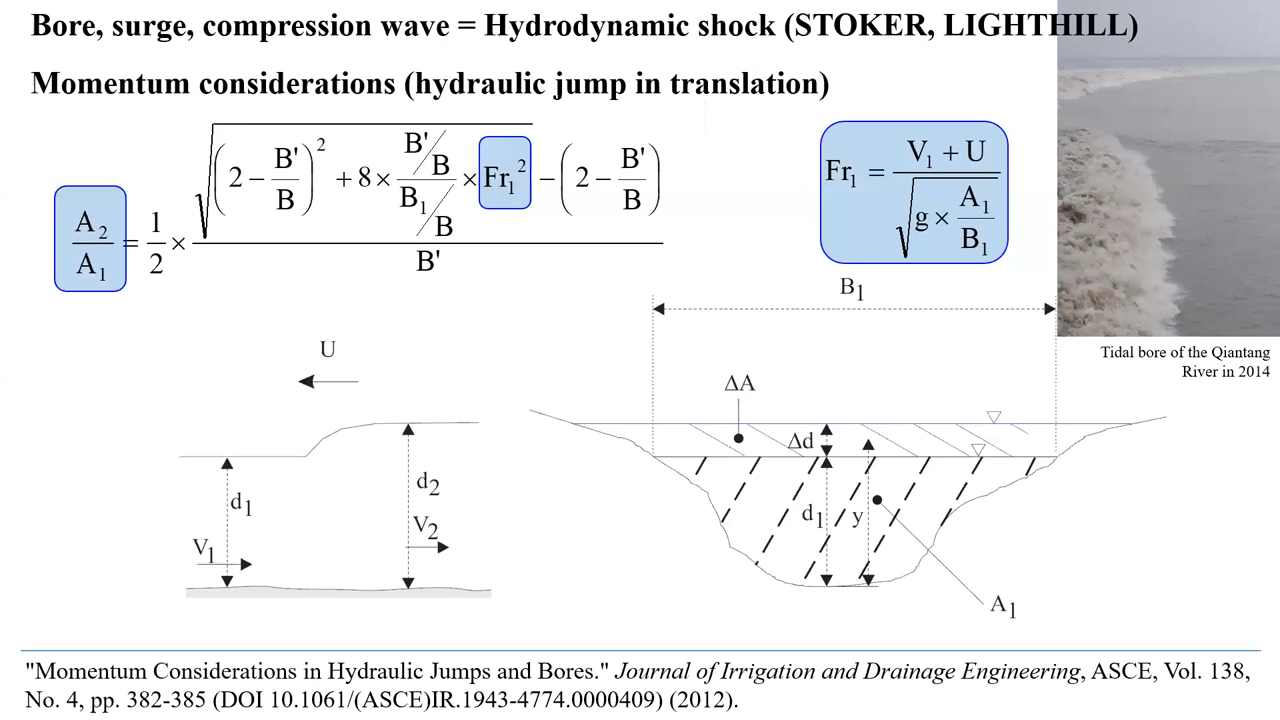 Bore, surge, compression wave = Hydrodynamic shock (STOKER, LIGHTHILL)
Momentum considerations (hydraulic jump in translation)
A₂/A₁ = 1/2 × (√((2 − B'/B)² + 8 × (B'/B)/(B₁/B) × Fr₁²) − (2 − B'/B)) / B'
Fr₁ = (V₁ + U) / √(g × A₁/B₁)
Tidal bore of the Qiantang
River in 2014
U
d₁
V₁
d₂
V₂
B₁
ΔA
Δd
d₁
y
A₁
"Momentum Considerations in Hydraulic Jumps and Bores." Journal of Irrigation and Drainage Engineering, ASCE, Vol. 138,
No. 4, pp. 382-385 (DOI 10.1061/(ASCE)IR.1943-4774.0000409) (2012).